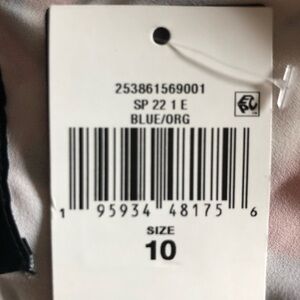 253861569001
SP 22 1 E
BLUE/ORG
1 95934 48175 6
SIZE
10